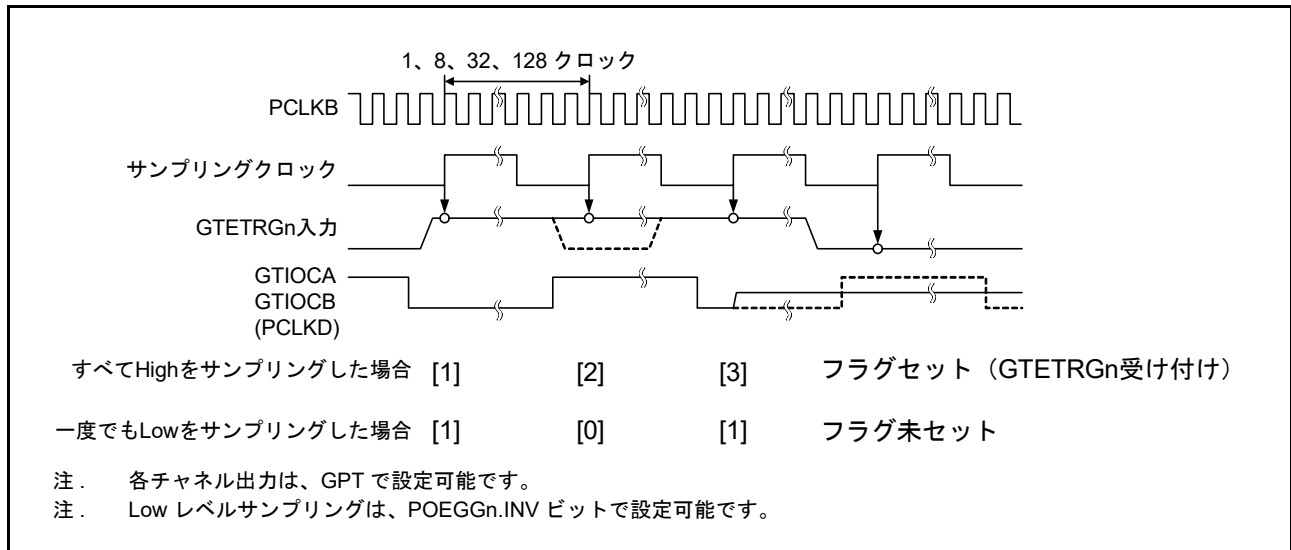 1、8、32、128 クロック
PCLKB
サンプリングクロック
GTETRGn入力
GTIOCA
GTIOCB
(PCLKD)
すべてHighをサンプリングした場合 [1] [2] [3] フラグセット（GTETRGn受け付け）
一度でもLowをサンプリングした場合 [1] [0] [1] フラグ未セット
注． 各チャネル出力は、GPT で設定可能です。
注． Low レベルサンプリングは、POEGGn.INV ビットで設定可能です。